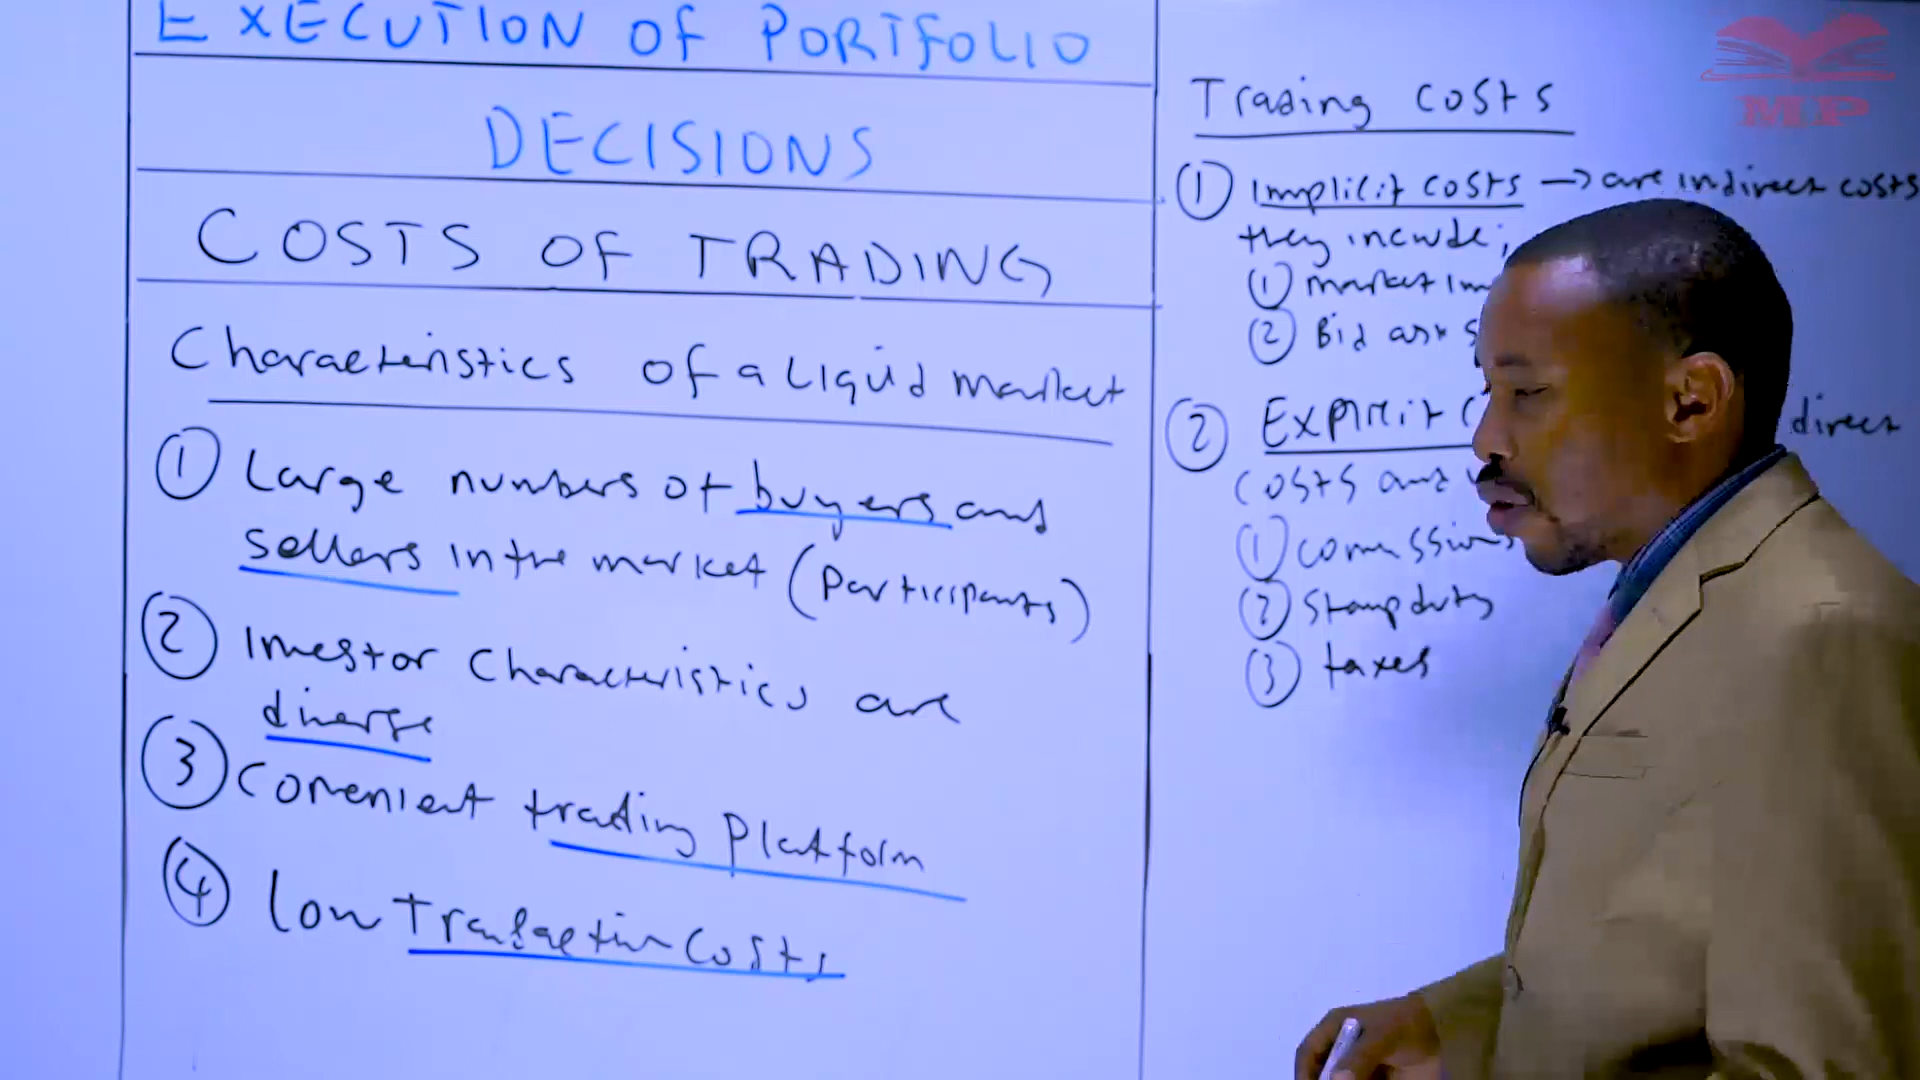 EXECUTION OF PORTFOLIO
DECISIONS
COSTS OF TRADING
Characteristics of a Liquid market
① Large numbers of buyers and
sellers in the market (Participants)
② Investor Characteristics are
diverse
③ Convenient trading Platform
④ Low Transaction Costs
Trading costs
① Implicit costs → are indirect costs
they include;
① market im
② Bid ask s
② Explicit C direct
costs and
① commissions
② Stamp duty
③ taxes
M.P